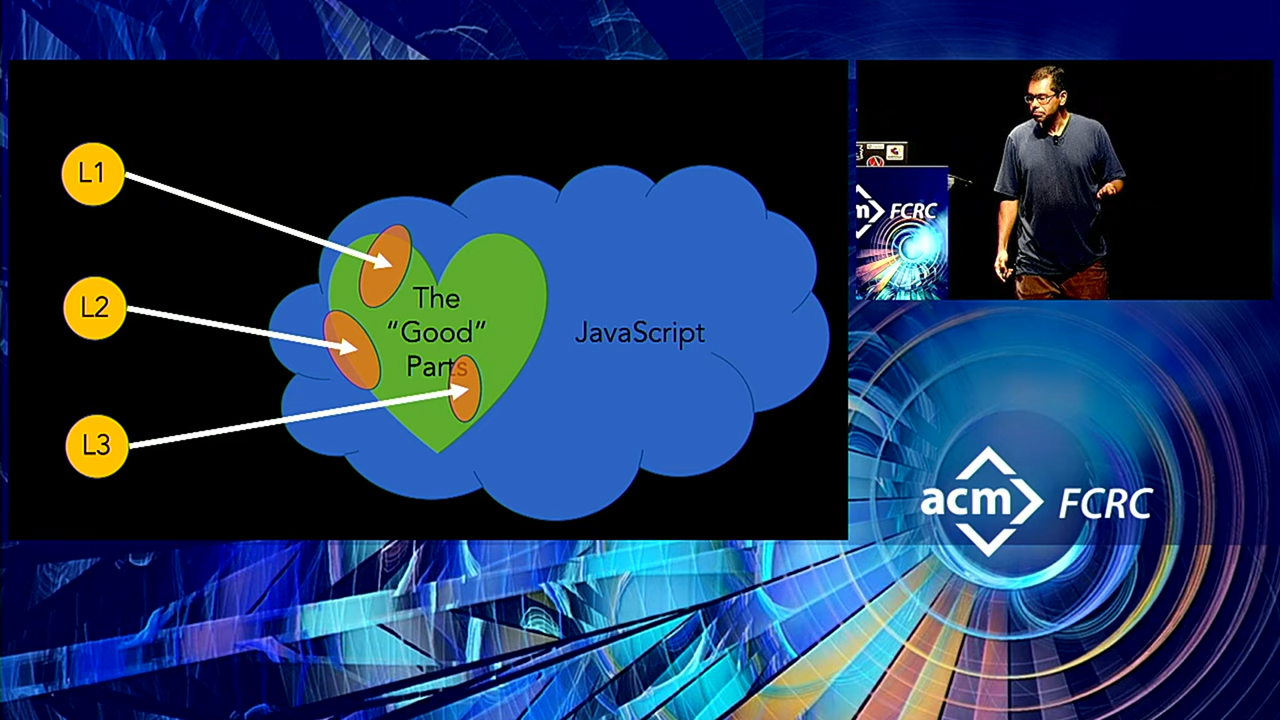 L1
L2
L3
The
“Good”
Parts
JavaScript
FCRC
acm FCRC